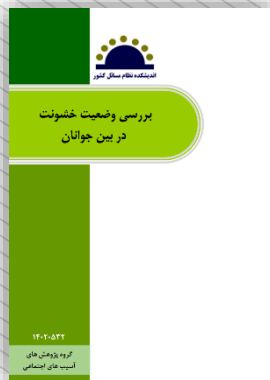 اندیشکده نظام مسائل کشور
بررسی وضعیت خشونت
در بین جوانان
۱۴۰۲۰۵۳۲
گروه پژوهش های
آسیب های اجتماعی